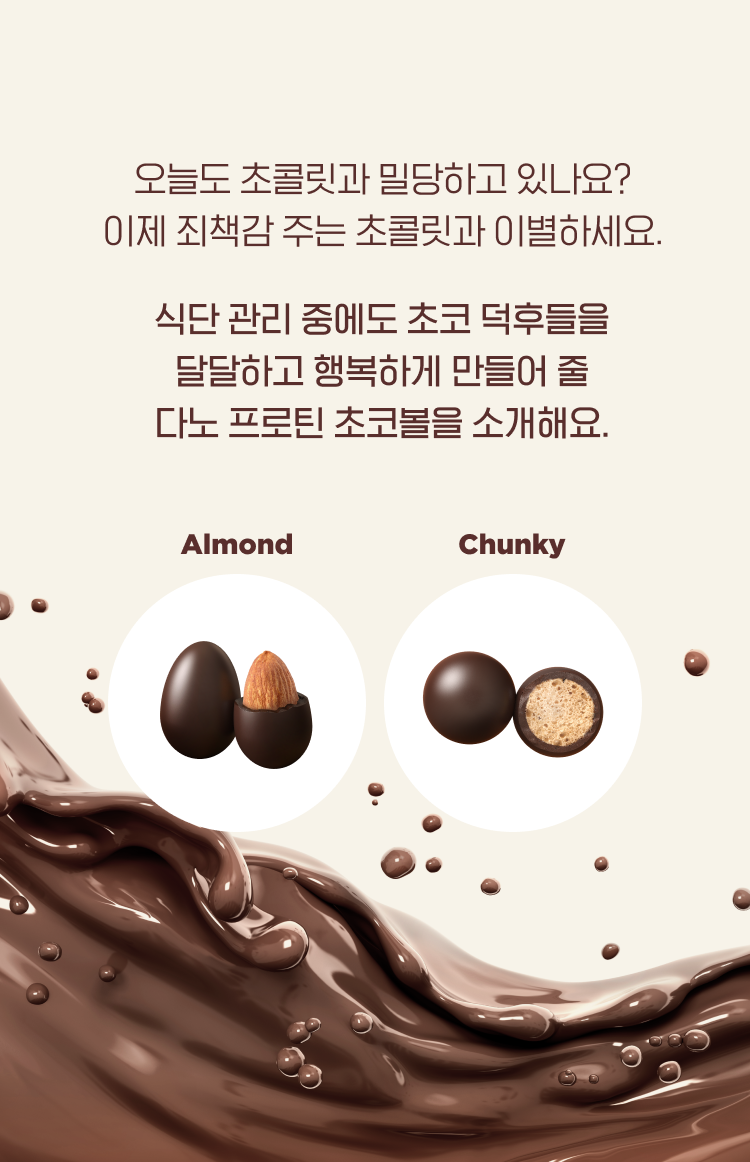 오늘도 초콜릿과 밀당하고 있나요?
이제 죄책감 주는 초콜릿과 이별하세요.
식단 관리 중에도 초코 덕후들을
달달하고 행복하게 만들어 줄
다노 프로틴 초코볼을 소개해요.
Almond
Chunky